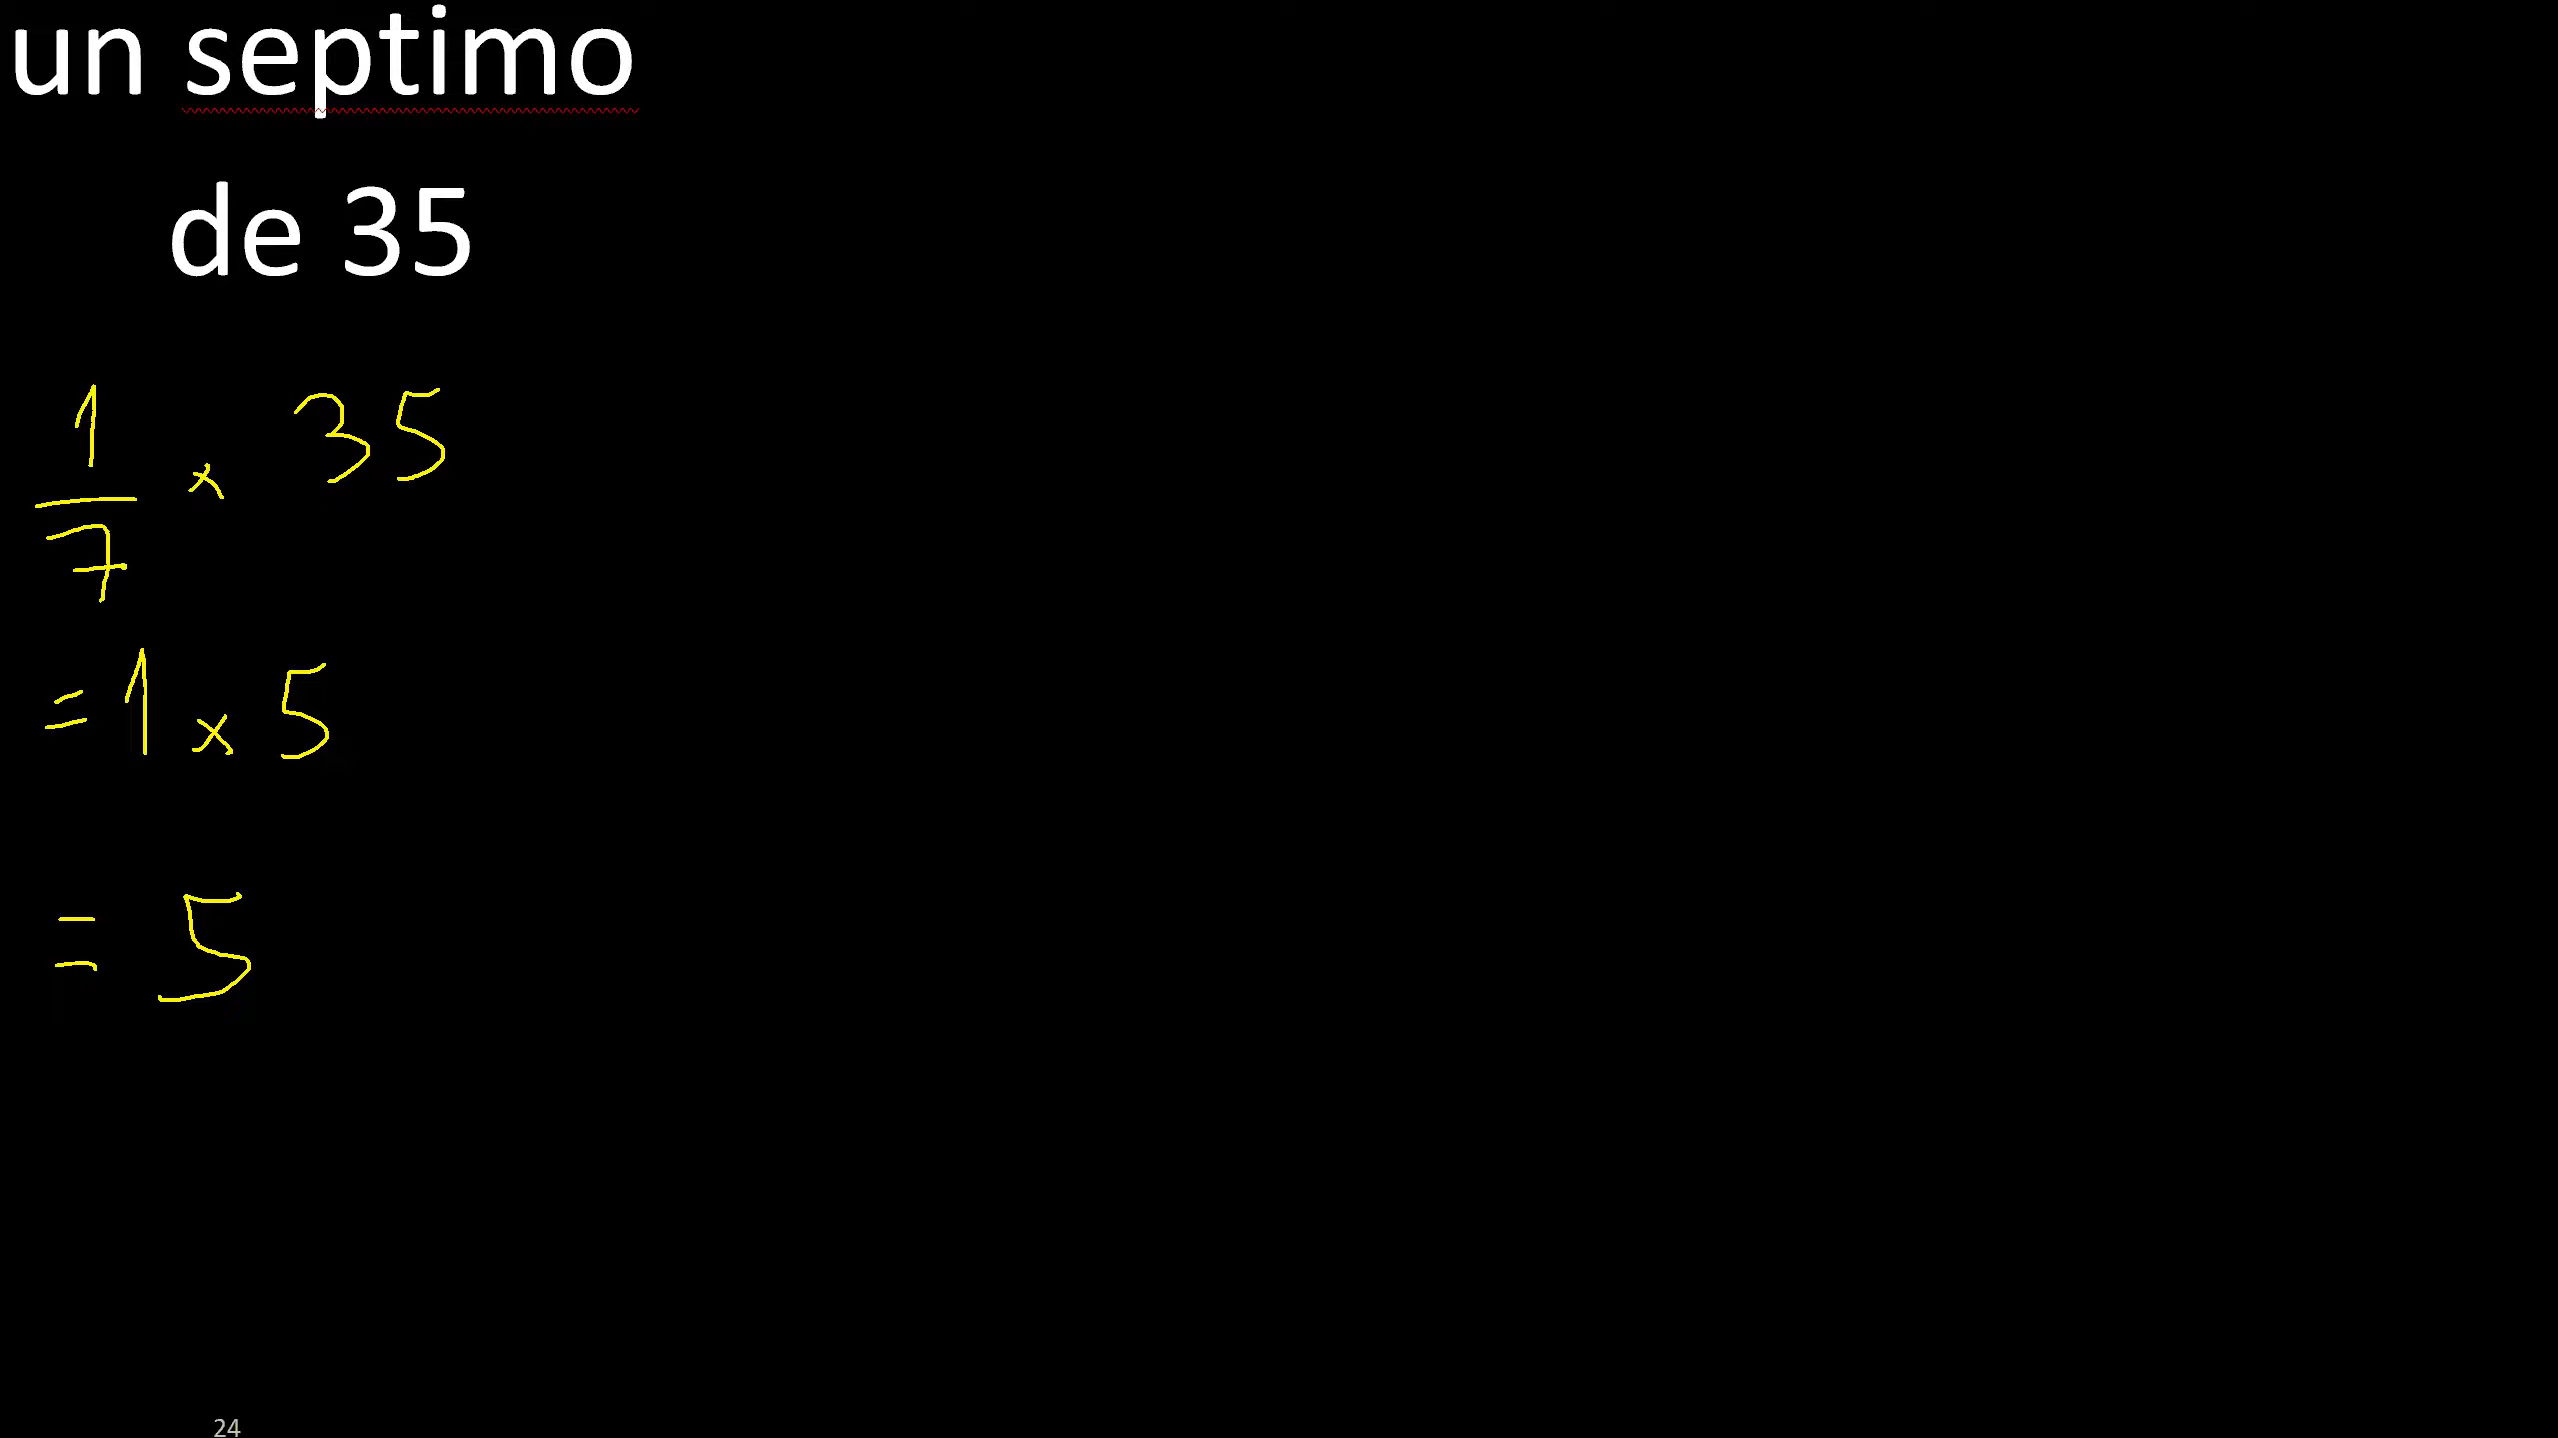 un septimo
de 35
1/7 x 35
= 1 x 5
= 5
24